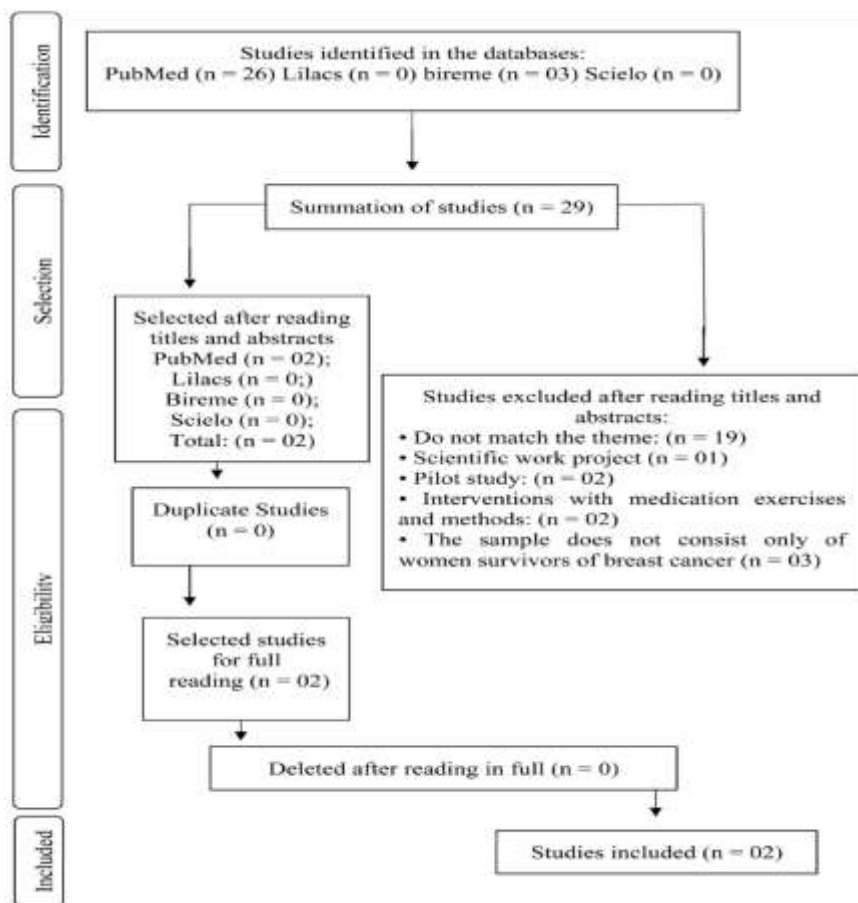 Identification
Studies identified in the databases:
PubMed (n = 26) Lilacs (n = 0) bireme (n = 03) Scielo (n = 0)
Selection
Summation of studies (n = 29)
Selected after reading
titles and abstracts
PubMed (n = 02);
Lilacs (n = 0;)
Bireme (n = 0);
Scielo (n = 0);
Total: (n = 02)
Studies excluded after reading titles and
abstracts:
• Do not match the theme: (n = 19)
• Scientific work project (n = 01)
• Pilot study: (n = 02)
• Interventions with medication exercises
and methods: (n = 02)
• The sample does not consist only of
women survivors of breast cancer (n = 03)
Eligibility
Duplicate Studies
(n = 0)
Selected studies
for full
reading (n = 02)
Deleted after reading in full (n = 0)
Included
Studies included (n = 02)